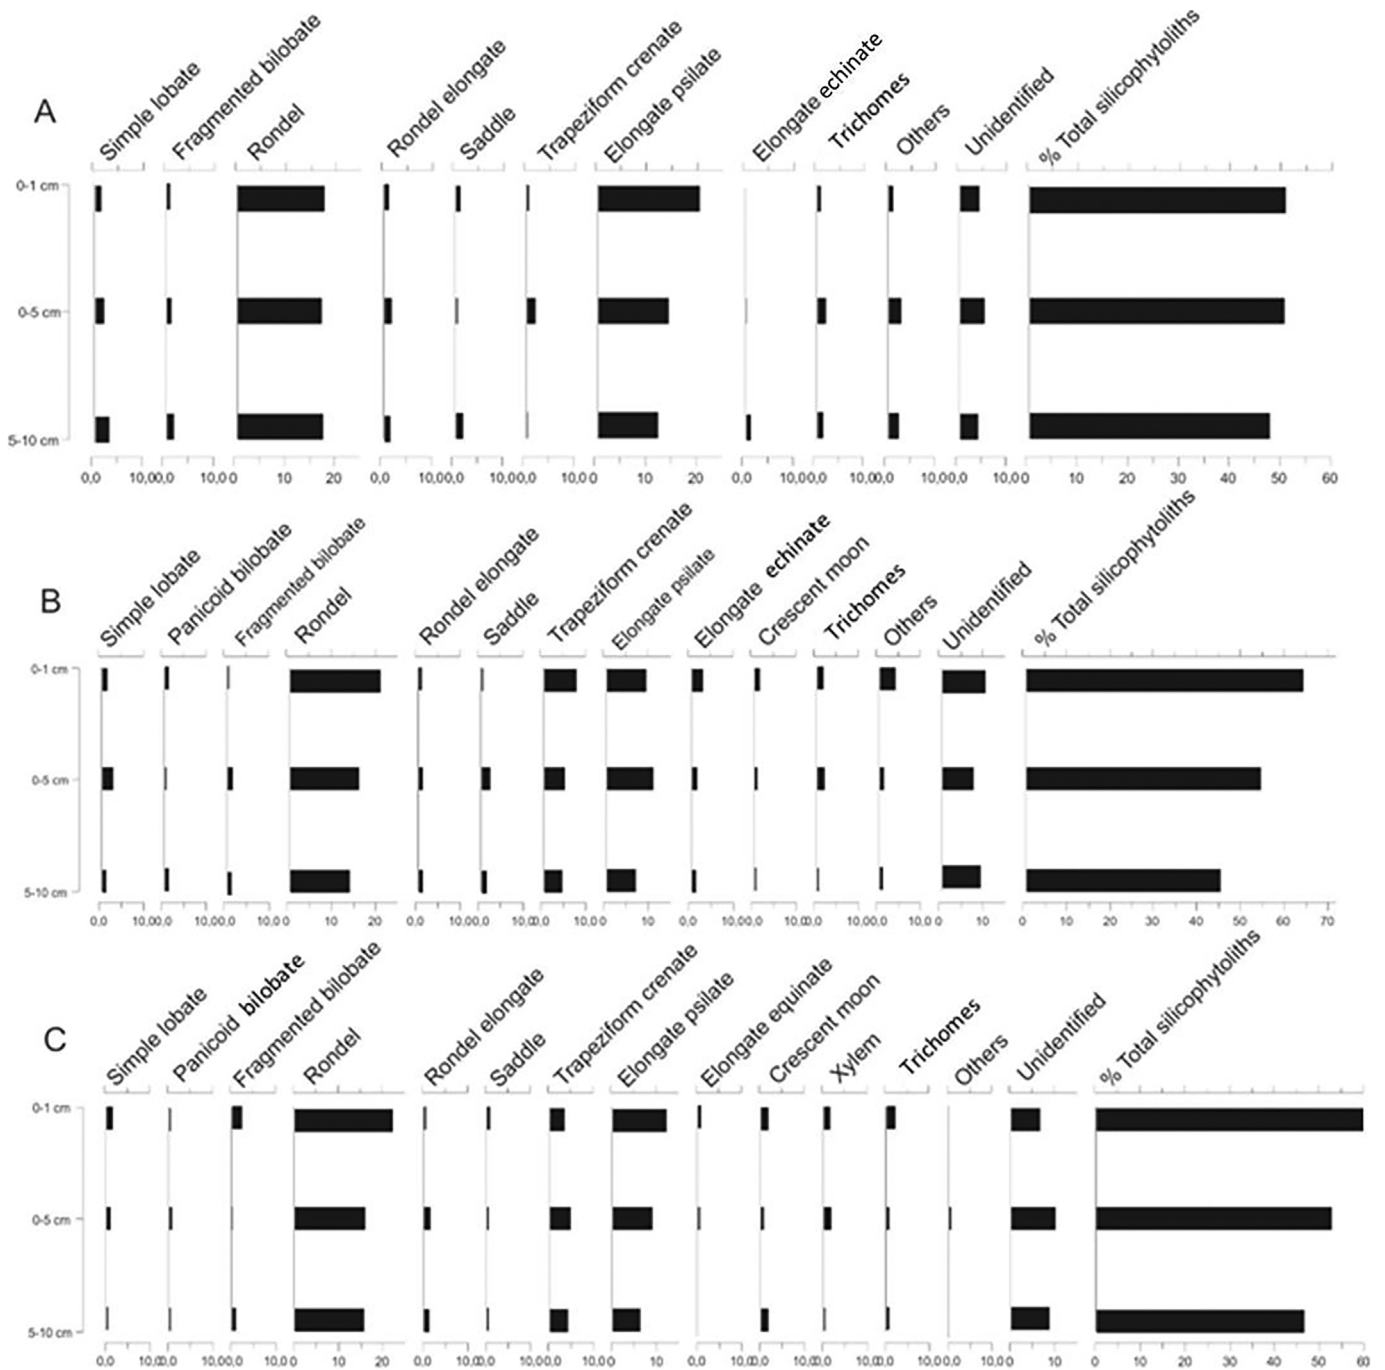 A
Simple lobate
Fragmented bilobate
Rondel
Rondel elongate
Saddle
Trapeziform crenate
Elongate psilate
Elongate echinate
Trichomes
Others
Unidentified
% Total silicophytoliths
0-1 cm
0-5 cm
5-10 cm
0,0 10,0 0,0 10,0 0 10 20 0,0 10,0 0,0 10,0 0,0 10,0 0 10 20 0,0 10,0 0,0 10,0 0,0 10,0 0,0 10,0 0 10 20 30 40 50 60
B
Simple lobate
Panicoid bilobate
Fragmented bilobate
Rondel
Rondel elongate
Saddle
Trapeziform crenate
Elongate psilate
Elongate echinate
Crescent moon
Trichomes
Others
Unidentified
% Total silicophytoliths
0-1 cm
0-5 cm
5-10 cm
0,0 10,0 0,0 10,0 0,0 10,0 0 10 20 0,0 10,0 0,0 10,0 0,0 10,0 0 10 0,0 10,0 0,0 10,0 0,0 10,0 0,0 10,0 0 10 0 10 20 30 40 50 60 70
C
Simple lobate
Panicoid bilobate
Fragmented bilobate
Rondel
Rondel elongate
Saddle
Trapeziform crenate
Elongate psilate
Elongate equinate
Crescent moon
Xylem
Trichomes
Others
Unidentified
% Total silicophytoliths
0-1 cm
0-5 cm
5-10 cm
0,0 10,0 0,0 10,0 0,0 10,0 0 10 20 0,0 10,0 0,0 10,0 0,0 10,0 0 10 0,0 10,0 0,0 10,0 0,0 10,0 0,0 10,0 0,0 10,0 0 10 0 10 20 30 40 50 60